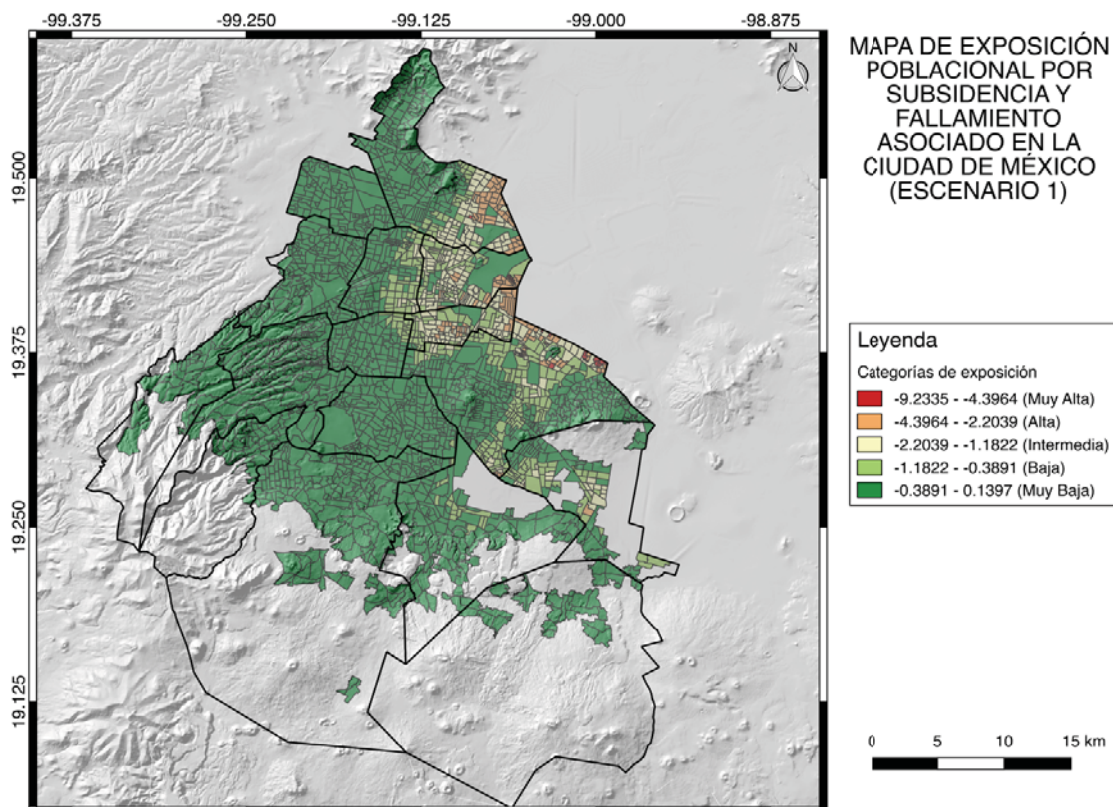 -99.375 -99.250 -99.125 -99.000 -98.875
N
19.500
19.375
19.250
19.125
MAPA DE EXPOSICIÓN
POBLACIONAL POR
SUBSIDENCIA Y
FALLAMIENTO
ASOCIADO EN LA
CIUDAD DE MÉXICO
(ESCENARIO 1)
Leyenda
Categorías de exposición
-9.2335 - -4.3964 (Muy Alta)
-4.3964 - -2.2039 (Alta)
-2.2039 - -1.1822 (Intermedia)
-1.1822 - -0.3891 (Baja)
-0.3891 - 0.1397 (Muy Baja)
0 5 10 15 km